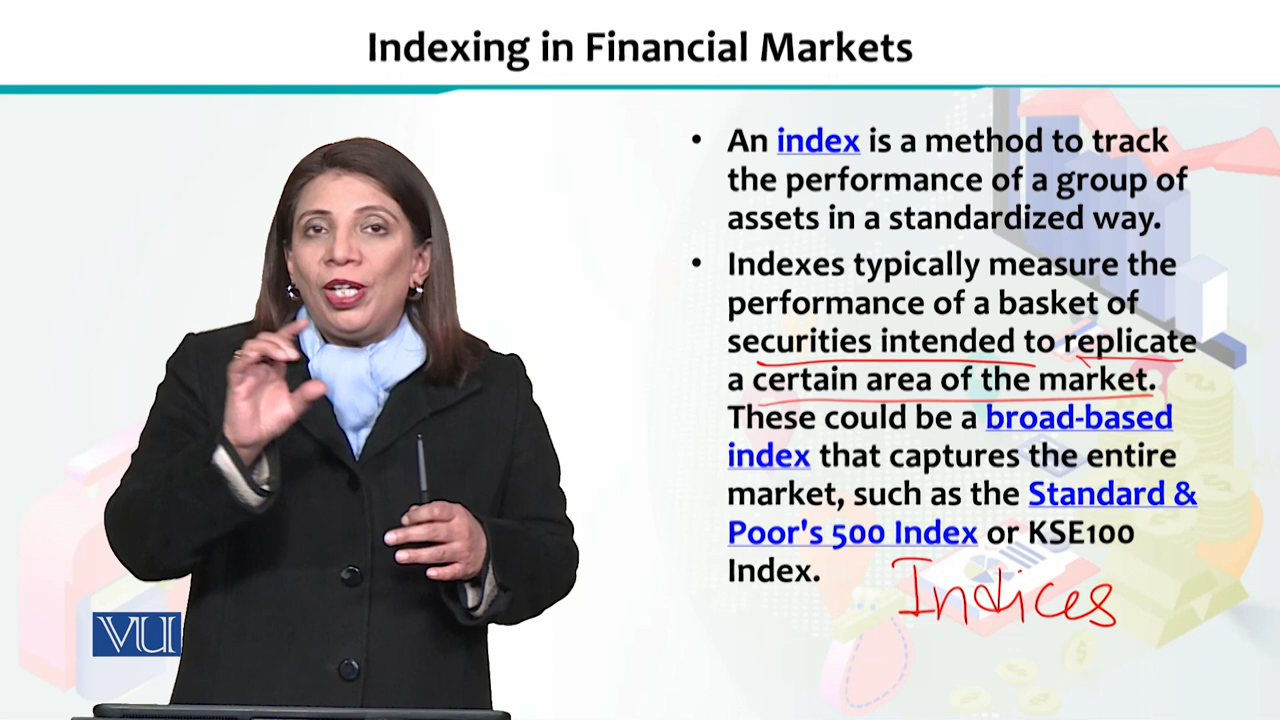 Indexing in Financial Markets
• An index is a method to track
the performance of a group of
assets in a standardized way.
• Indexes typically measure the
performance of a basket of
securities intended to replicate
a certain area of the market.
These could be a broad-based
index that captures the entire
market, such as the Standard &
Poor's 500 Index or KSE100
Index.
Indices
VU